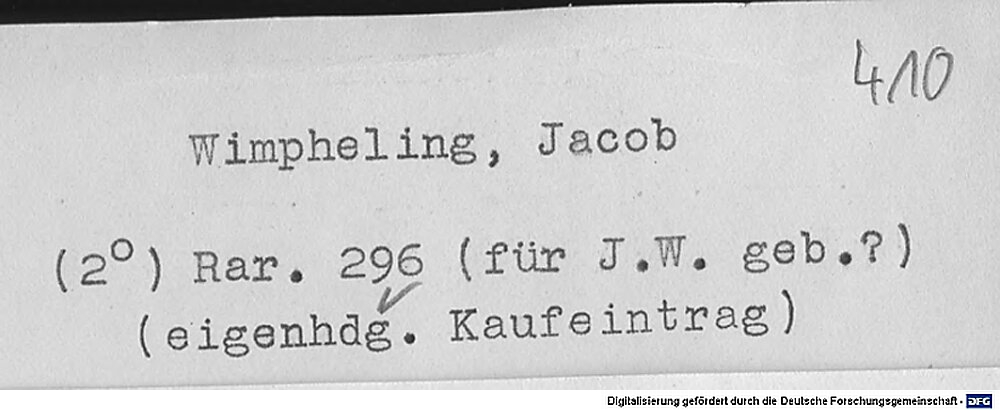 410
Wimpheling, Jacob
(2°) Rar. 296 (für J.W. geb.?)
(eigenhdg. Kaufeintrag)
Digitalisierung gefördert durch die Deutsche Forschungsgemeinschaft - DFG